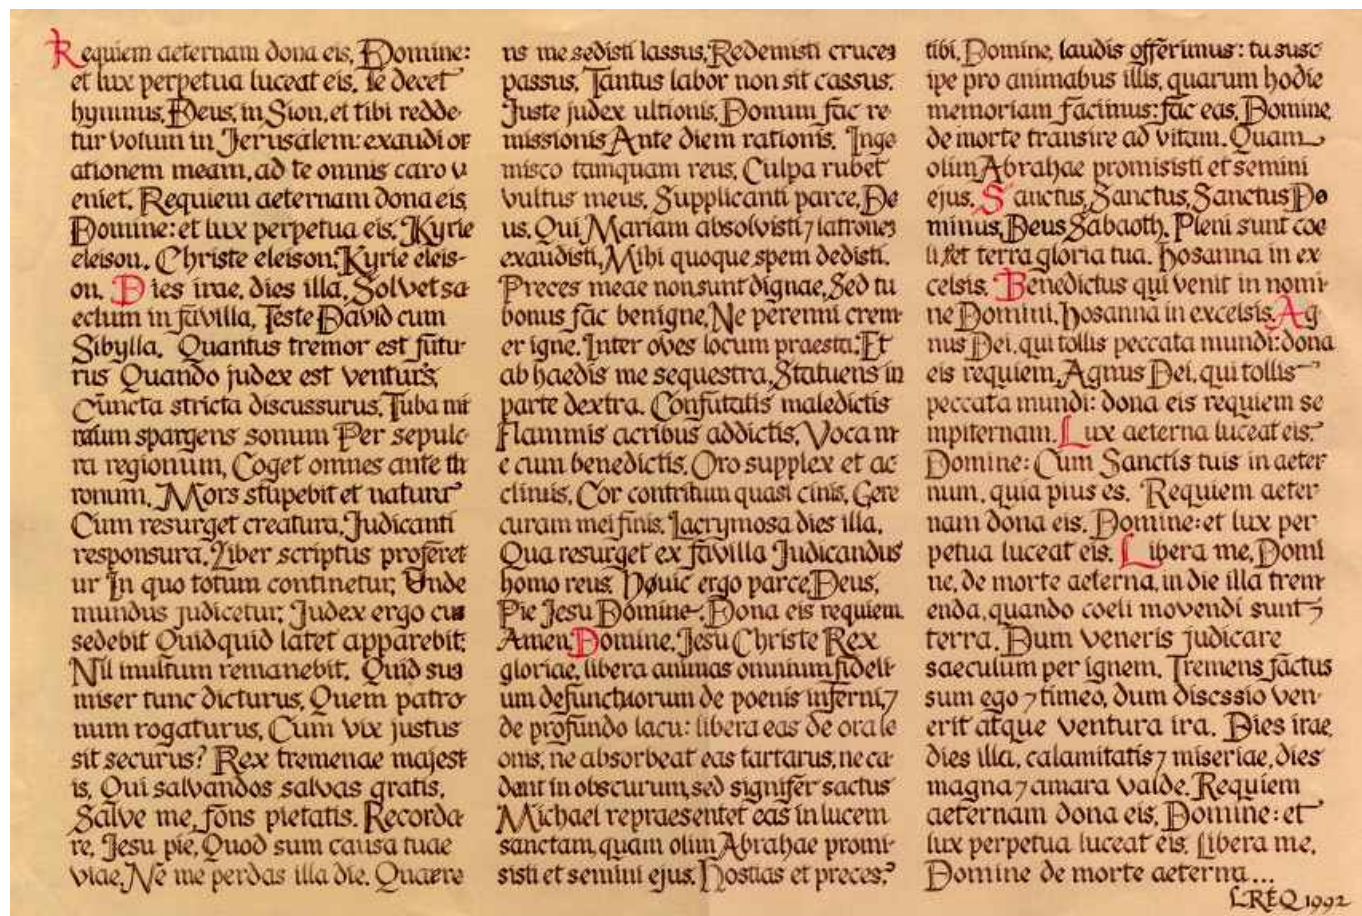 Requiem aeternam dona eis, Domine:
et lux perpetua luceat eis. Te decet
hymnus, Deus, in Sion, et tibi redde-
tur votum in Jerusalem: exaudi or
ationem meam, ad te omnis caro v
eniet. Requiem aeternam dona eis
Domine: et lux perpetua eis. Kyrie
eleison. Christe eleison. Kyrie eleis-
on. Dies irae, dies illa, Solvet sa
eclum in favilla, Teste David cum
Sibylla. Quantus tremor est futu-
rus Quando judex est venturs,
Cuncta stricta discussurus. Tuba mi
rum spargens sonum Per sepulc
ra regionum, Coget omnes ante th
ronum. Mors stupebit et natura
Cum resurget creatura, Judicanti
responsura. Liber scriptus proferet
ur In quo totum continetur, Unde
mundus judicetur. Judex ergo cum
sedebit Quidquid latet apparebit:
Nil inultum remanebit. Quid sum
miser tunc dicturus, Quem patro
num rogaturus, Cum vix justus
sit securus? Rex tremenae majest
is, Qui salvandos salvas gratis,
Salve me, fons pietatis. Recorda
re, Jesu pie, Quod sum causa tuae
viae, Ne me perdas illa die. Quaere
ns me sedisti lassus, Redemisti cruces
passus, Tantus labor non sit cassus.
Juste judex ultionis, Donum fac re
missionis Ante diem rationis. Inge
misco tamquam reus, Culpa rubet
vultus meus, Supplicanti parce, De
us. Qui Mariam absolvisti ⁊ latrones
exaudisti, Mihi quoque spem dedisti.
Preces meae non sunt dignae, Sed tu
bonus fac benigne, Ne perenni crem
er igne. Inter oves locum praesta: Et
ab haedis me sequestra, Statuens in
parte dextra. Confutatis maledictis
Flammis acribus addictis, Voca m
e cum benedictis, Oro supplex et ac
clinis, Cor contritum quasi cinis, Gere
curam mei finis. Lacrymosa dies illa,
Qua resurget ex favilla Judicandus
homo reus. Houic ergo parce, Deus,
Pie Jesu Domine, Dona eis requiem.
Amen. Domine, Jesu Christe Rex
gloriae, libera animas omnium fideli
um defunctuorum de poenis inferni, ⁊
de profundo lacu: libera eas de ora le
onis, ne absorbeat eas tartarus, ne ca
dant in obscurum, sed signifer sactus
Michael repraesentet eas in lucem
sanctam, quam olim Abrahae promi-
sisti et semini ejus. Hostias et preces
tibi, Domine, laudis offerimus: tu susc
ipe pro animabus illis, quarum hodie
memoriam facimus: fac eas, Domine,
de morte transire ad vitam. Quam
olim Abrahae promisisti et semini
ejus. Sanctus, Sanctus, Sanctus Do
minus, Deus Sabaoth. Pleni sunt coe
li et terra gloria tua. Hosanna in ex
celsis. Benedictus qui venit in nomi
ne Domini, hosanna in excelsis. Ag
nus Dei, qui tollis peccata mundi: dona
eis requiem, Agnus Dei, qui tollis
peccata mundi: dona eis requiem se
mpiternam. Lux aeterna luceat eis.
Domine: Cum Sanctis tuis in aeter
num, quia pius es. Requiem aeter
nam dona eis, Domine: et lux per
petua luceat eis. Libera me, Domi
ne, de morte aeterna, in die illa trem
enda, quando coeli movendi sunt ⁊
terra. Dum veneris judicare
saeculum per ignem. Tremens factus
sum ego ⁊ timeo, dum discssio ven
erit atque ventura ira. Dies irae,
dies illa, calamitatis ⁊ miseriae, dies
magna ⁊ amara valde. Requiem
aeternam dona eis, Domine: et
lux perpetua luceat eis. Libera me,
Domine de morte aeterna...
LREQ 1992